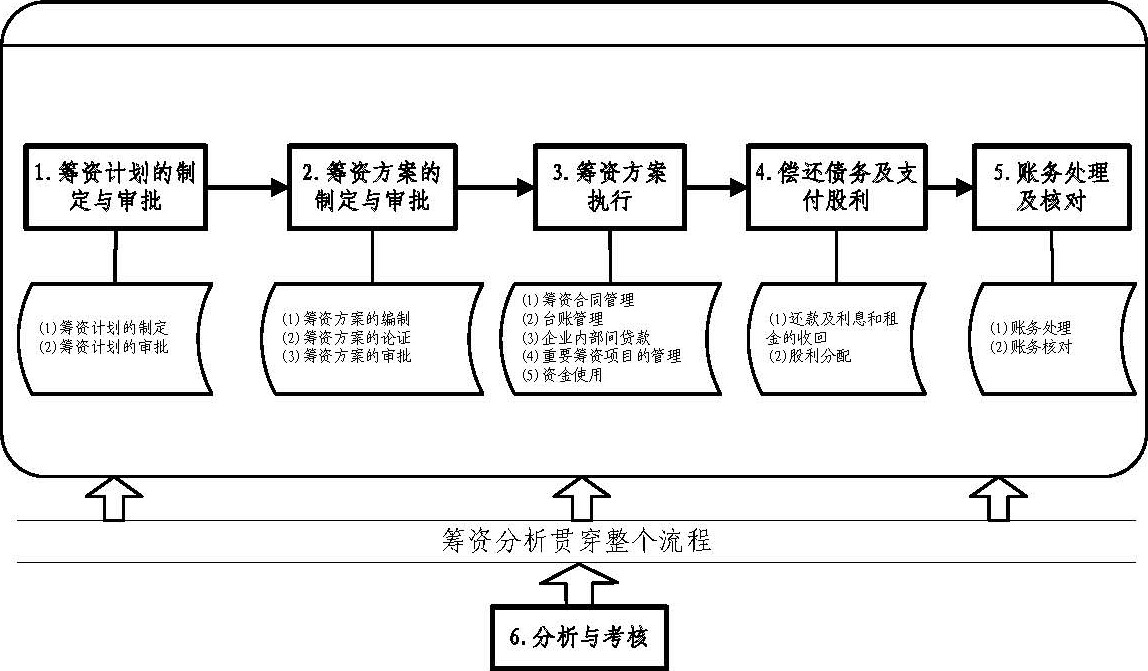 1.筹资计划的制
定与审批
2.筹资方案的
制定与审批
3.筹资方案
执行
4.偿还债务及支
付股利
5.账务处理
及核对
(1)筹资计划的制定
(2)筹资计划的审批
(1)筹资方案的编制
(2)筹资方案的论证
(3)筹资方案的审批
(1)筹资合同管理
(2)台账管理
(3)企业内部间贷款
(4)重要筹资项目的管理
(5)资金使用
(1)还款及利息和租
金的收回
(2)股利分配
(1)账务处理
(2)账务核对
筹资分析贯穿整个流程
6.分析与考核